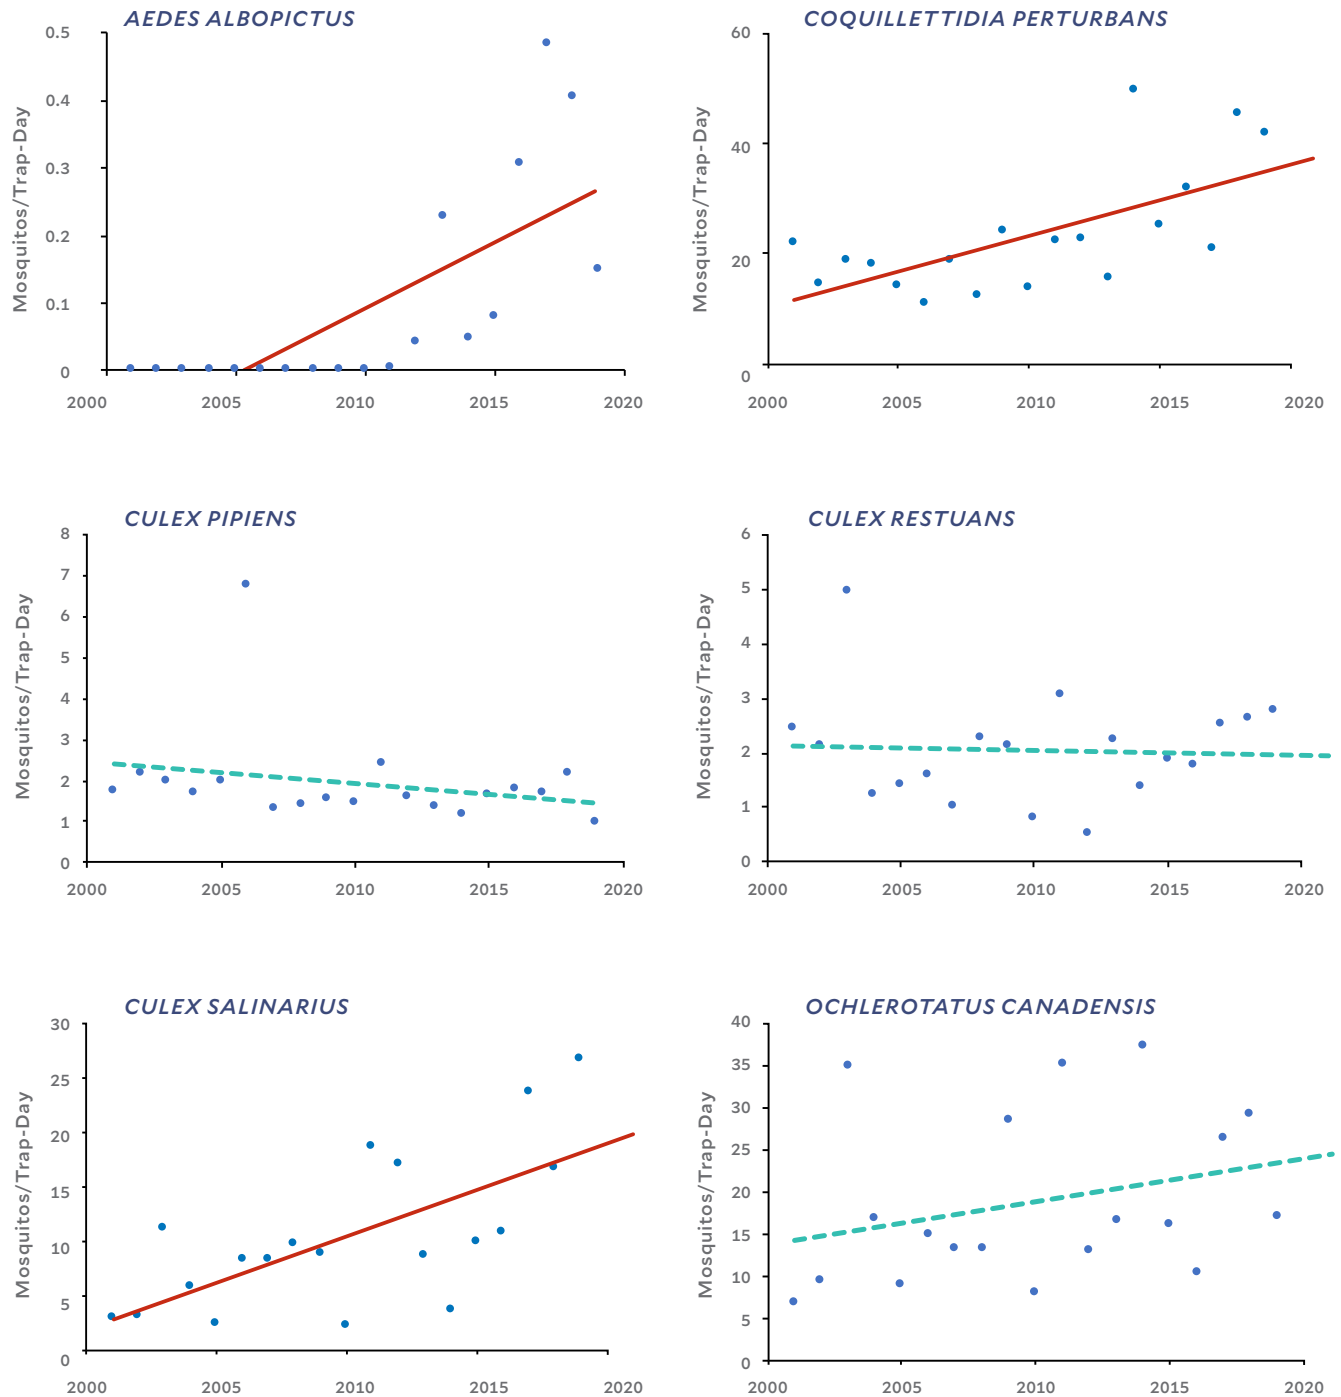 AEDES ALBOPICTUS
Mosquitos/Trap-Day
0.5
0.4
0.3
0.2
0.1
0
2000 2005 2010 2015 2020
COQUILLETTIDIA PERTURBANS
Mosquitos/Trap-Day
60
40
20
0
2000 2005 2010 2015 2020
CULEX PIPIENS
Mosquitos/Trap-Day
8
7
6
5
4
3
2
1
0
2000 2005 2010 2015 2020
CULEX RESTUANS
Mosquitos/Trap-Day
6
5
4
3
2
1
0
2000 2005 2010 2015 2020
CULEX SALINARIUS
Mosquitos/Trap-Day
30
25
20
15
10
5
0
2000 2005 2010 2015 2020
OCHLEROTATUS CANADENSIS
Mosquitos/Trap-Day
40
35
30
25
20
15
10
5
0
2000 2005 2010 2015 2020